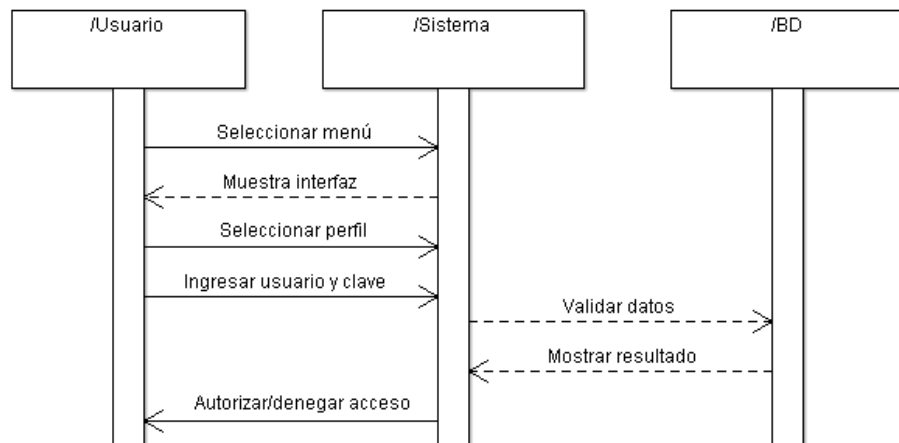 /Usuario
/Sistema
/BD
Seleccionar menú
Muestra interfaz
Seleccionar perfil
Ingresar usuario y clave
Validar datos
Mostrar resultado
Autorizar/denegar acceso